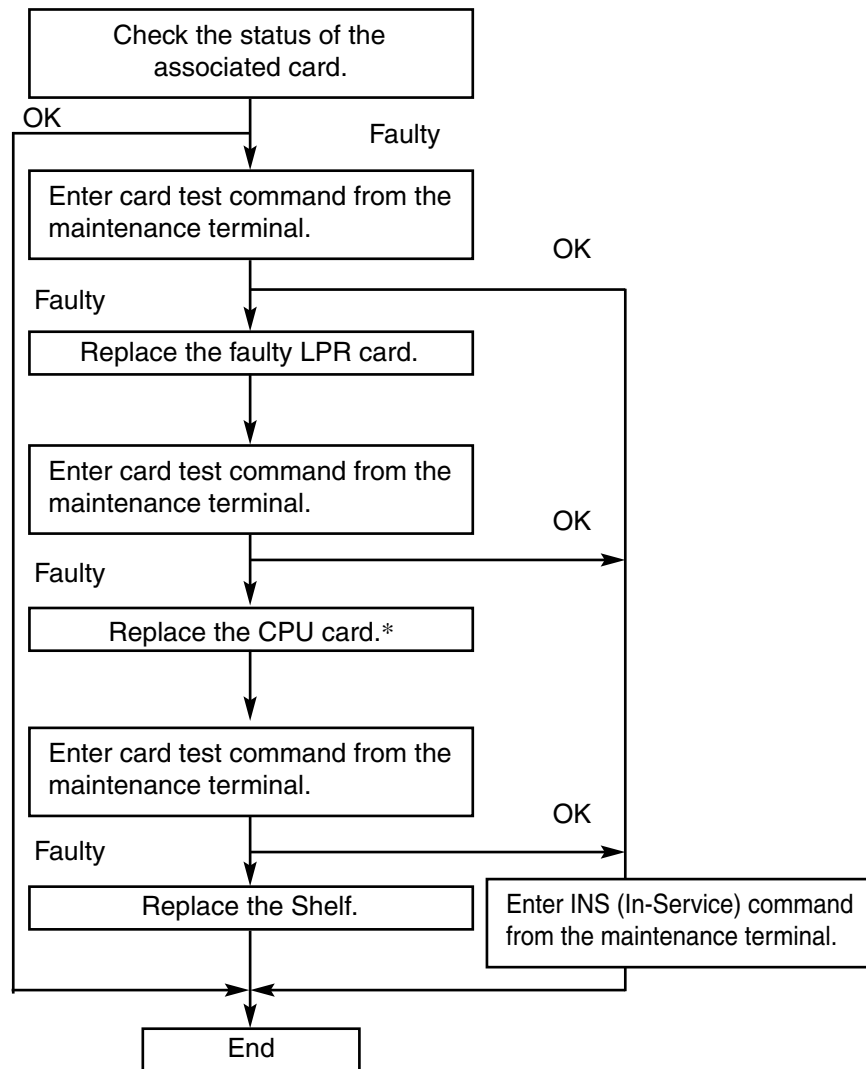 Check the status of the
associated card.
OK
Faulty
Enter card test command from the
maintenance terminal.
OK
Faulty
Replace the faulty LPR card.
Enter card test command from the
maintenance terminal.
OK
Faulty
Replace the CPU card.*
Enter card test command from the
maintenance terminal.
OK
Faulty
Replace the Shelf.
Enter INS (In-Service) command
from the maintenance terminal.
End